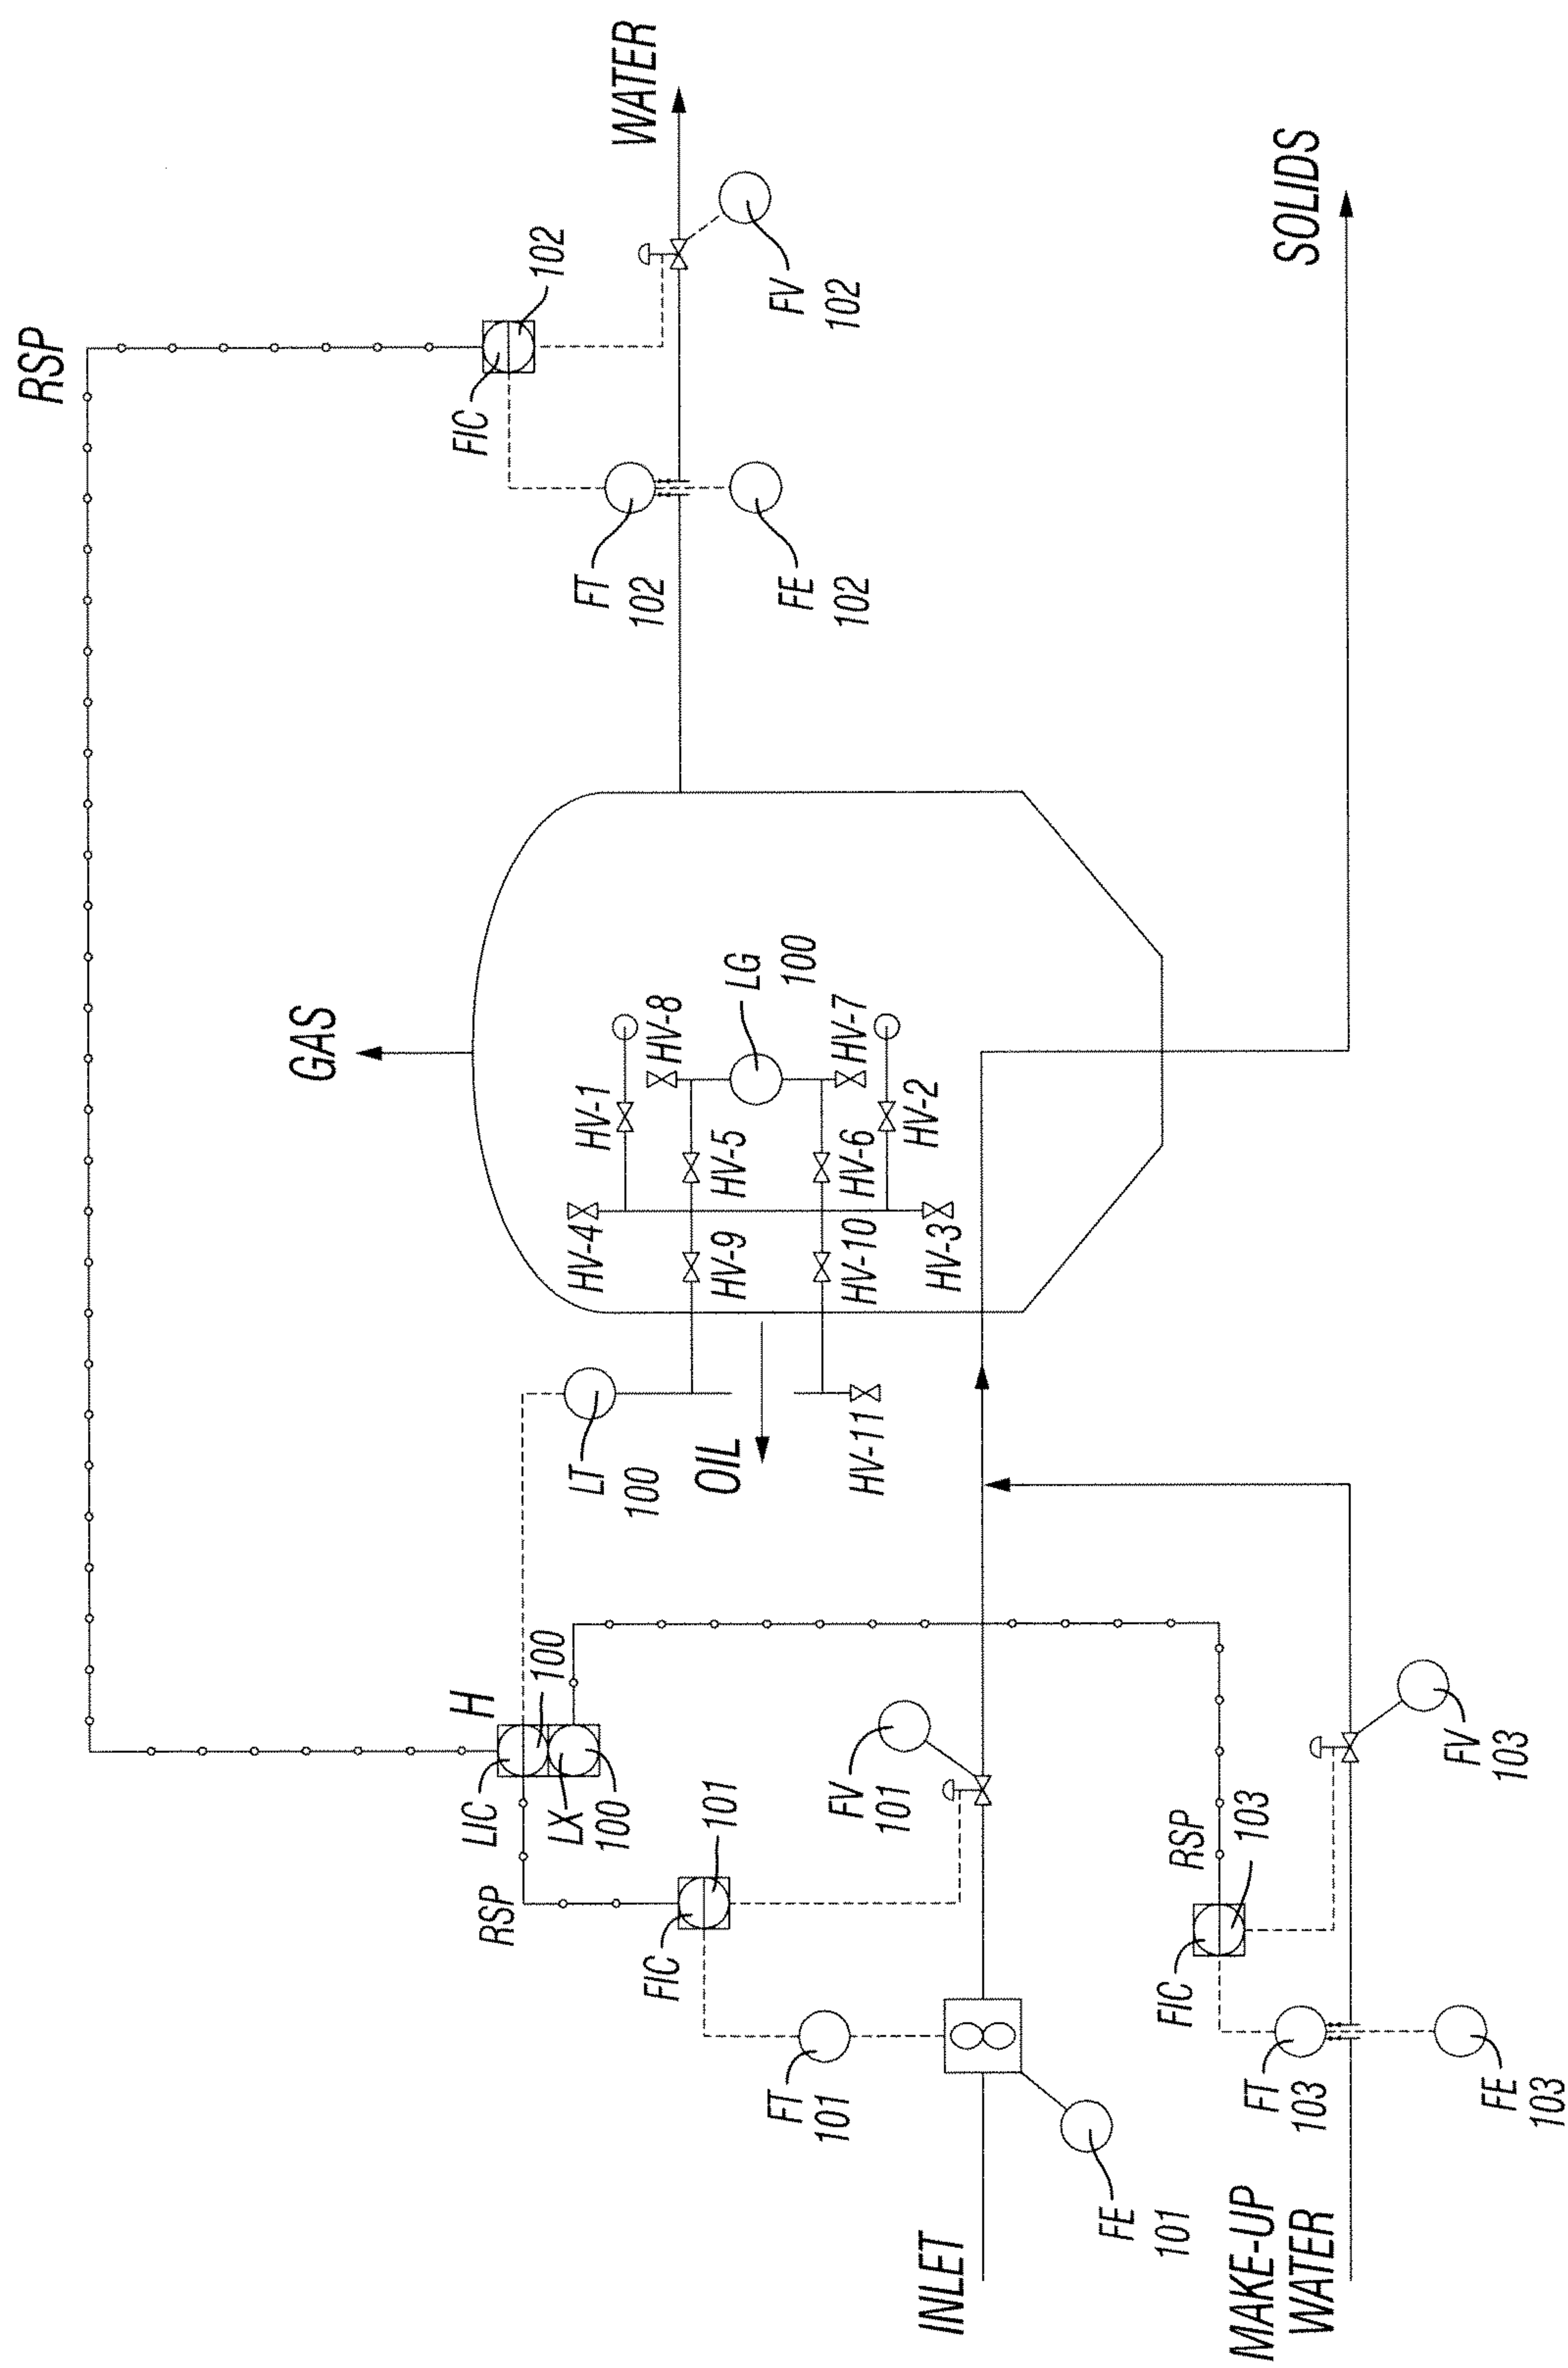 RSP
GAS
WATER
FIC
102
FT
102
FE
102
FV
102
SOLIDS
H
LIC
100
LX
100
RSP
FIC
101
FT
101
FE
101
FV
101
INLET
LT
100
OIL
HV-11
HV-4
HV-1
HV-8
HV-9
HV-5
LG
100
HV-10
HV-6
HV-7
HV-3
HV-2
RSP
FIC
103
FT
103
FE
103
FV
103
MAKE-UP
WATER